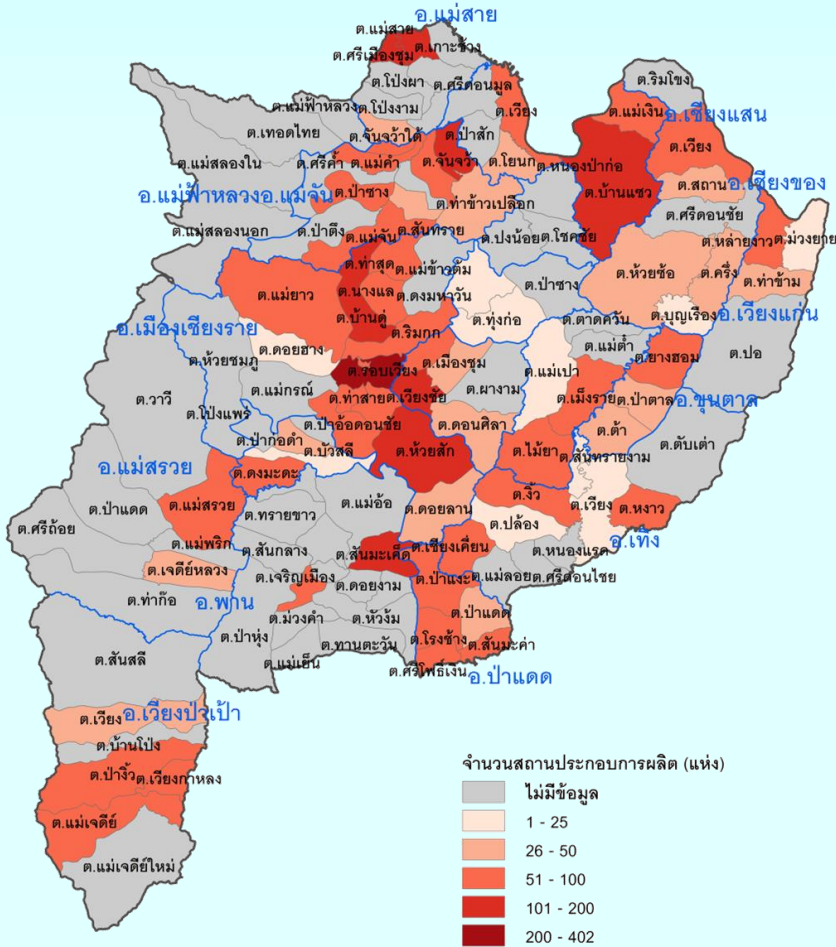 อ.แม่สาย
ต.แม่สาย
ต.เกาะช้าง
ต.ศรีเมืองชุม
ต.โป่งผา
ต.ศรีดอนมูล
ต.ริมโขง
ต.แม่ฟ้าหลวง
ต.โป่งงาม
ต.เวียง
ต.แม่เงิน
อ.เชียงแสน
ต.เทอดไทย
ต.จันจว้าใต้
ต.ป่าสัก
ต.เวียง
ต.แม่สลองใน
ต.ศรีค้ำ
ต.แม่คำ
ต.จันจว้า
ต.โยนก
ต.หนองป่าก่อ
ต.บ้านแซว
ต.สถาน
อ.เชียงของ
อ.แม่ฟ้าหลวง
อ.แม่จัน
ต.ป่าซาง
ต.ท่าข้าวเปลือก
ต.ศรีดอนชัย
ต.แม่สลองนอก
ต.ป่าตึง
ต.แม่จัน
ต.สันทราย
ต.ปงน้อย
ต.โชคชัย
ต.หล่ายงาว
ต.ม่วงยาย
ต.ท่าสุด
ต.แม่ข้าวต้ม
ต.ห้วยซ้อ
ต.ครึ่ง
ต.ท่าข้าม
ต.แม่ยาว
ต.นางแล
ต.ดงมหาวัน
ต.ป่าซาง
ต.บ้านดู่
ต.ทุ่งก่อ
ต.ตาดควัน
ต.บุญเรือง
อ.เวียงแก่น
อ.เมืองเชียงราย
ต.ริมกก
ต.ดอยฮาง
ต.แม่ต๋ำ
ต.ยางฮอม
ต.ปอ
ต.ห้วยชมภู
ต.รอบเวียง
ต.เมืองชุม
ต.แม่เปา
ต.วาวี
ต.แม่กรณ์
ต.ท่าสาย
ต.เวียงชัย
ต.ผางาม
ต.เม็งราย
ต.ป่าตาล
อ.ขุนตาล
ต.โป่งแพร่
ต.ป่าอ้อดอนชัย
ต.ดอนศิลา
ต.ต้า
ต.ป่าก่อดำ
ต.บัวสลี
ต.ห้วยสัก
ต.ไม้ยา
ต.สันทรายงาม
ต.ตับเต่า
อ.แม่สรวย
ต.ดงมะดะ
ต.ป่าแดด
ต.แม่สรวย
ต.ทรายขาว
ต.แม่อ้อ
ต.ดอยลาน
ต.งิ้ว
ต.เวียง
ต.หงาว
ต.ศรีถ้อย
ต.ปล้อง
อ.เทิง
ต.แม่พริก
ต.สันกลาง
ต.สันมะเค็ด
ต.เชียงเคี่ยน
ต.หนองแรด
ต.เจดีย์หลวง
ต.เจริญเมือง
ต.ดอยงาม
ต.ป่าแงะ
ต.แม่ลอย
ต.ศรีดอนไชย
ต.ท่าก๊อ
อ.พาน
ต.ม่วงคำ
ต.หัวง้ม
ต.ป่าแดด
ต.ป่าหุ่ง
ต.ทานตะวัน
ต.โรงช้าง
ต.สันมะค่า
ต.สันสลี
ต.แม่เย็น
ต.ศรีโพธิ์เงิน
อ.ป่าแดด
ต.เวียง
อ.เวียงป่าเป้า
ต.บ้านโป่ง
ต.ป่างิ้ว
ต.เวียงกาหลง
ต.แม่เจดีย์
ต.แม่เจดีย์ใหม่
จำนวนสถานประกอบการผลิต (แห่ง)
ไม่มีข้อมูล
1 - 25
26 - 50
51 - 100
101 - 200
200 - 402